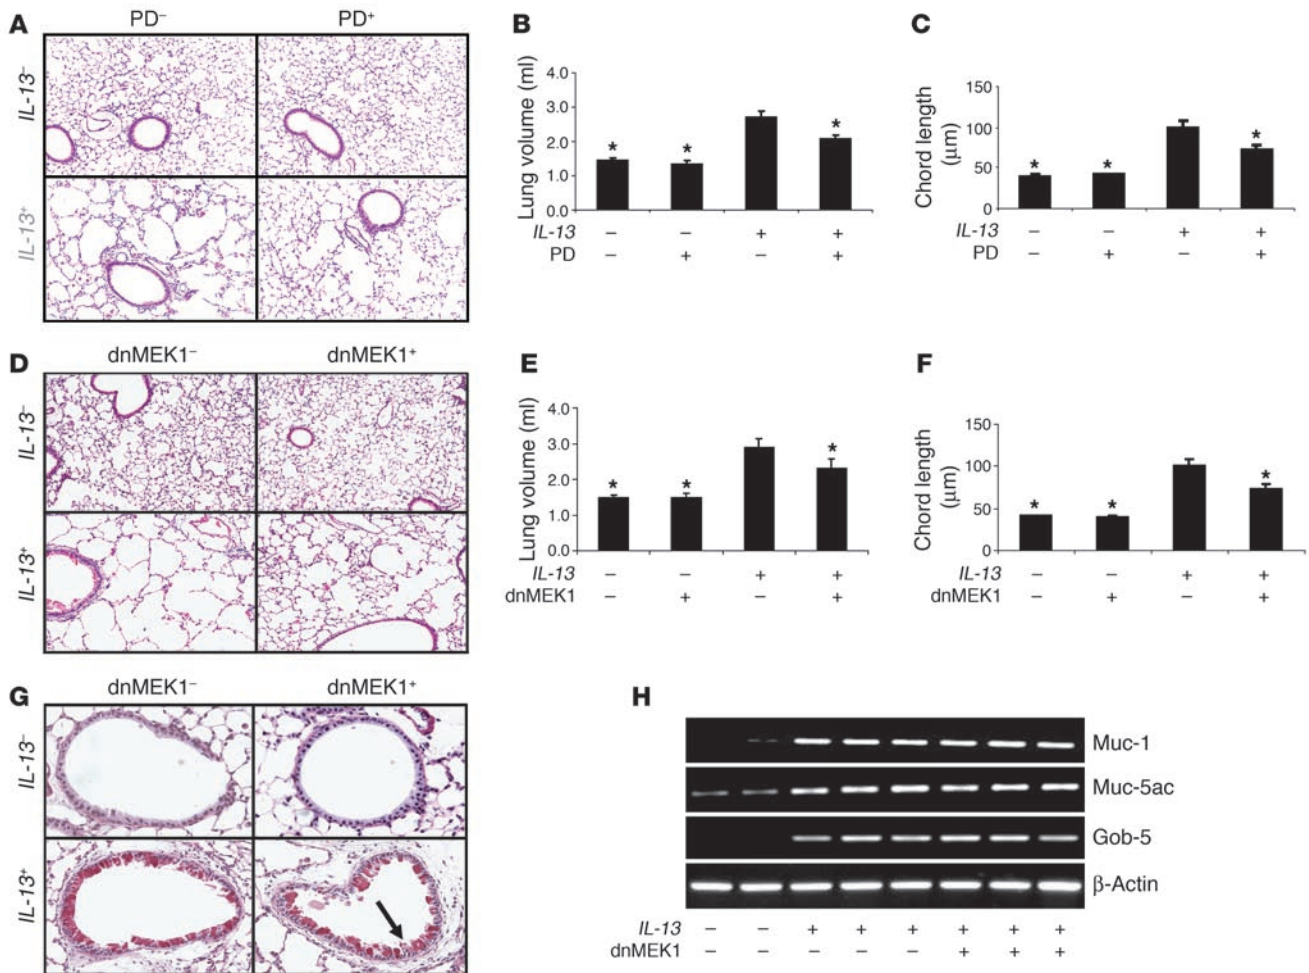 A
PD⁻ PD⁺
IL-13⁻
IL-13⁺
B
Lung volume (ml)
4.0
3.0
2.0
1.0
0.0
* * *
IL-13 – – + +
PD – + – +
C
Chord length
(μm)
150
100
50
0
* * *
IL-13 – – + +
PD – + – +
D
dnMEK1⁻ dnMEK1⁺
IL-13⁻
IL-13⁺
E
Lung volume (ml)
4.0
3.0
2.0
1.0
0.0
* * *
IL-13 – – + +
dnMEK1 – + – +
F
Chord length
(μm)
150
100
50
0
* * *
IL-13 – – + +
dnMEK1 – + – +
G
dnMEK1⁻ dnMEK1⁺
IL-13⁻
IL-13⁺
H
Muc-1
Muc-5ac
Gob-5
β-Actin
IL-13 – – + + + + + +
dnMEK1 – – – – – + + +